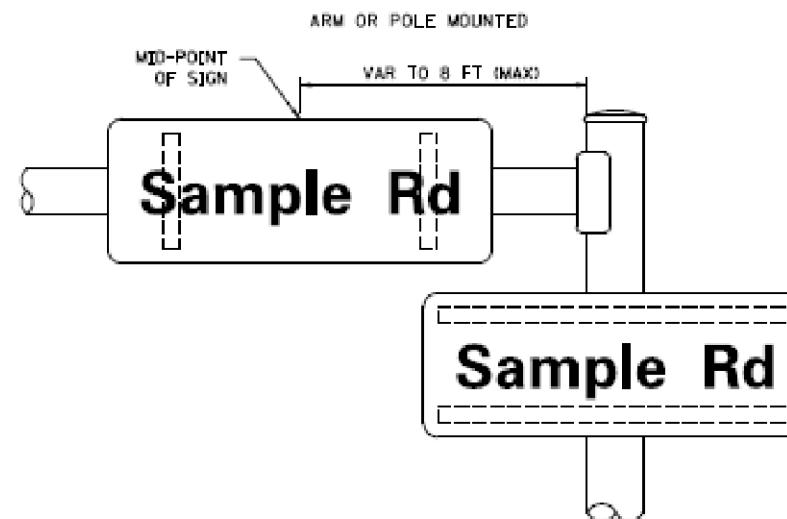 ARM OR POLE MOUNTED
MID-POINT
OF SIGN
VAR TO 8 FT (MAX)
Sample Rd
Sample Rd